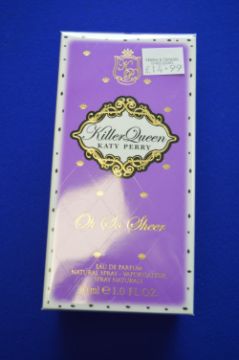 £14.99
Killer Queen
KATY PERRY
Oh So Sheer
EAU DE PARFUM
NATURAL SPRAY - VAPORISATEUR
SPRAY NATURALE
ml e 1.0 FL.OZ.